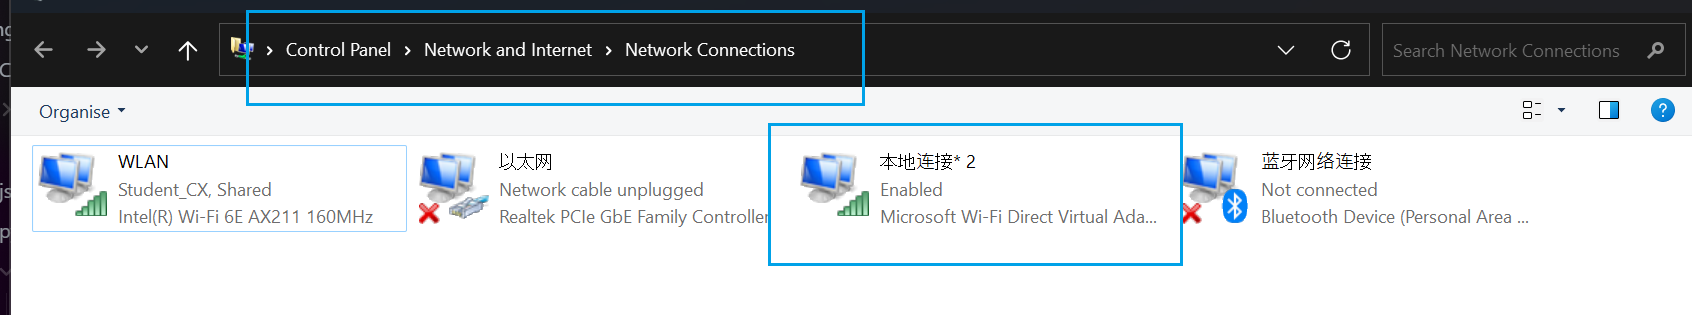 Control Panel > Network and Internet > Network Connections
Search Network Connections
Organise
WLAN
Student_CX, Shared
Intel(R) Wi-Fi 6E AX211 160MHz
以太网
Network cable unplugged
Realtek PCIe GbE Family Controller
本地连接* 2
Enabled
Microsoft Wi-Fi Direct Virtual Ada...
蓝牙网络连接
Not connected
Bluetooth Device (Personal Area ...